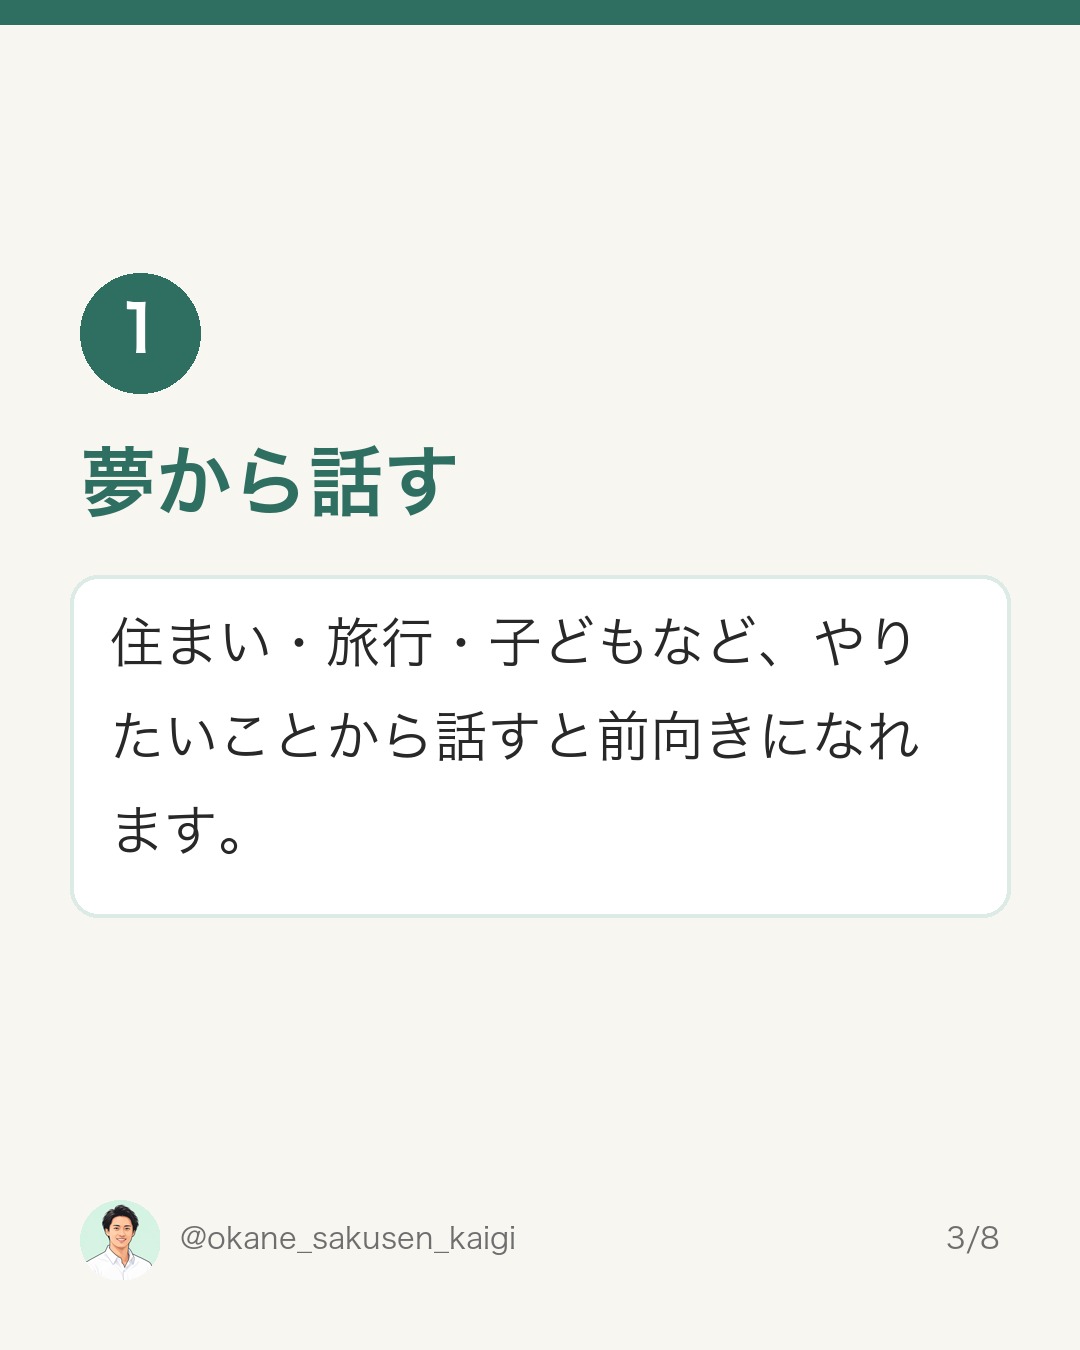 1
夢から話す
住まい・旅行・子どもなど、やり
たいことから話すと前向きになれ
ます。
@okane_sakusen_kaigi
3/8